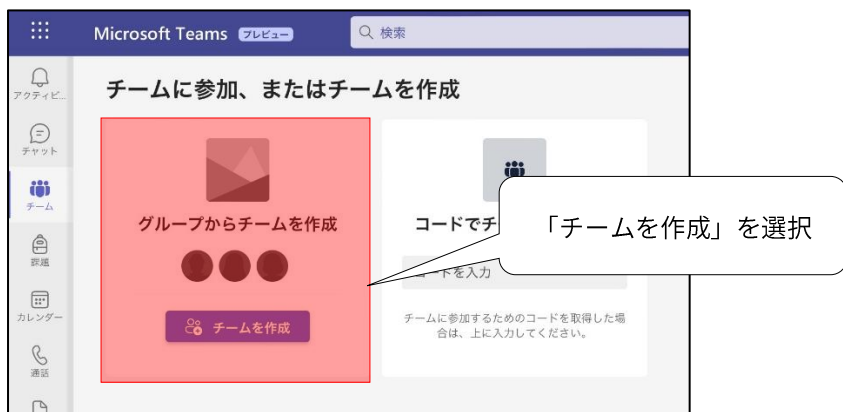 Microsoft Teams プレビュー
検索
アクティビ...
チャット
チーム
課題
カレンダー
通話
チームに参加、またはチームを作成
グループからチームを作成
チームを作成
コードでチ
コードを入力
チームに参加するためのコードを取得した場
合は、上に入力してください。
「チームを作成」を選択